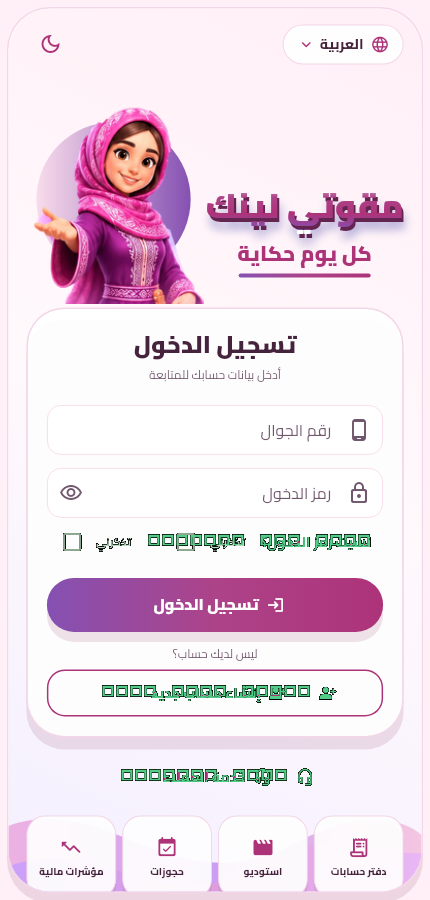 العربية
مقوتي لينك
كل يوم حكاية
تسجيل الدخول
أدخل بيانات حسابك للمتابعة
رقم الجوال
رمز الدخول
تسجيل الدخول
ليس لديك حساب؟
دفتر حسابات
استوديو
حجوزات
مؤشرات مالية